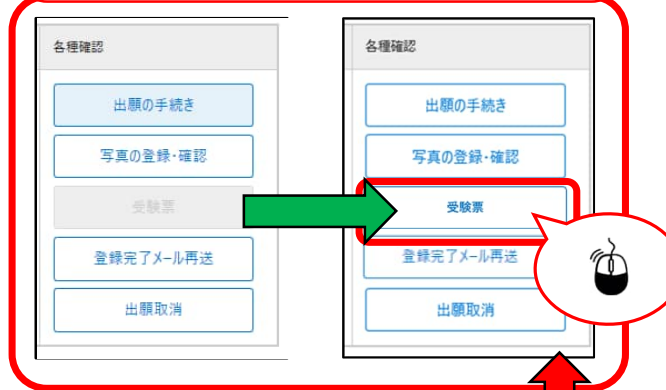 各種確認
出願の手続き
写真の登録・確認
受験票
登録完了メール再送
出願取消
各種確認
出願の手続き
写真の登録・確認
受験票
登録完了メール再送
出願取消